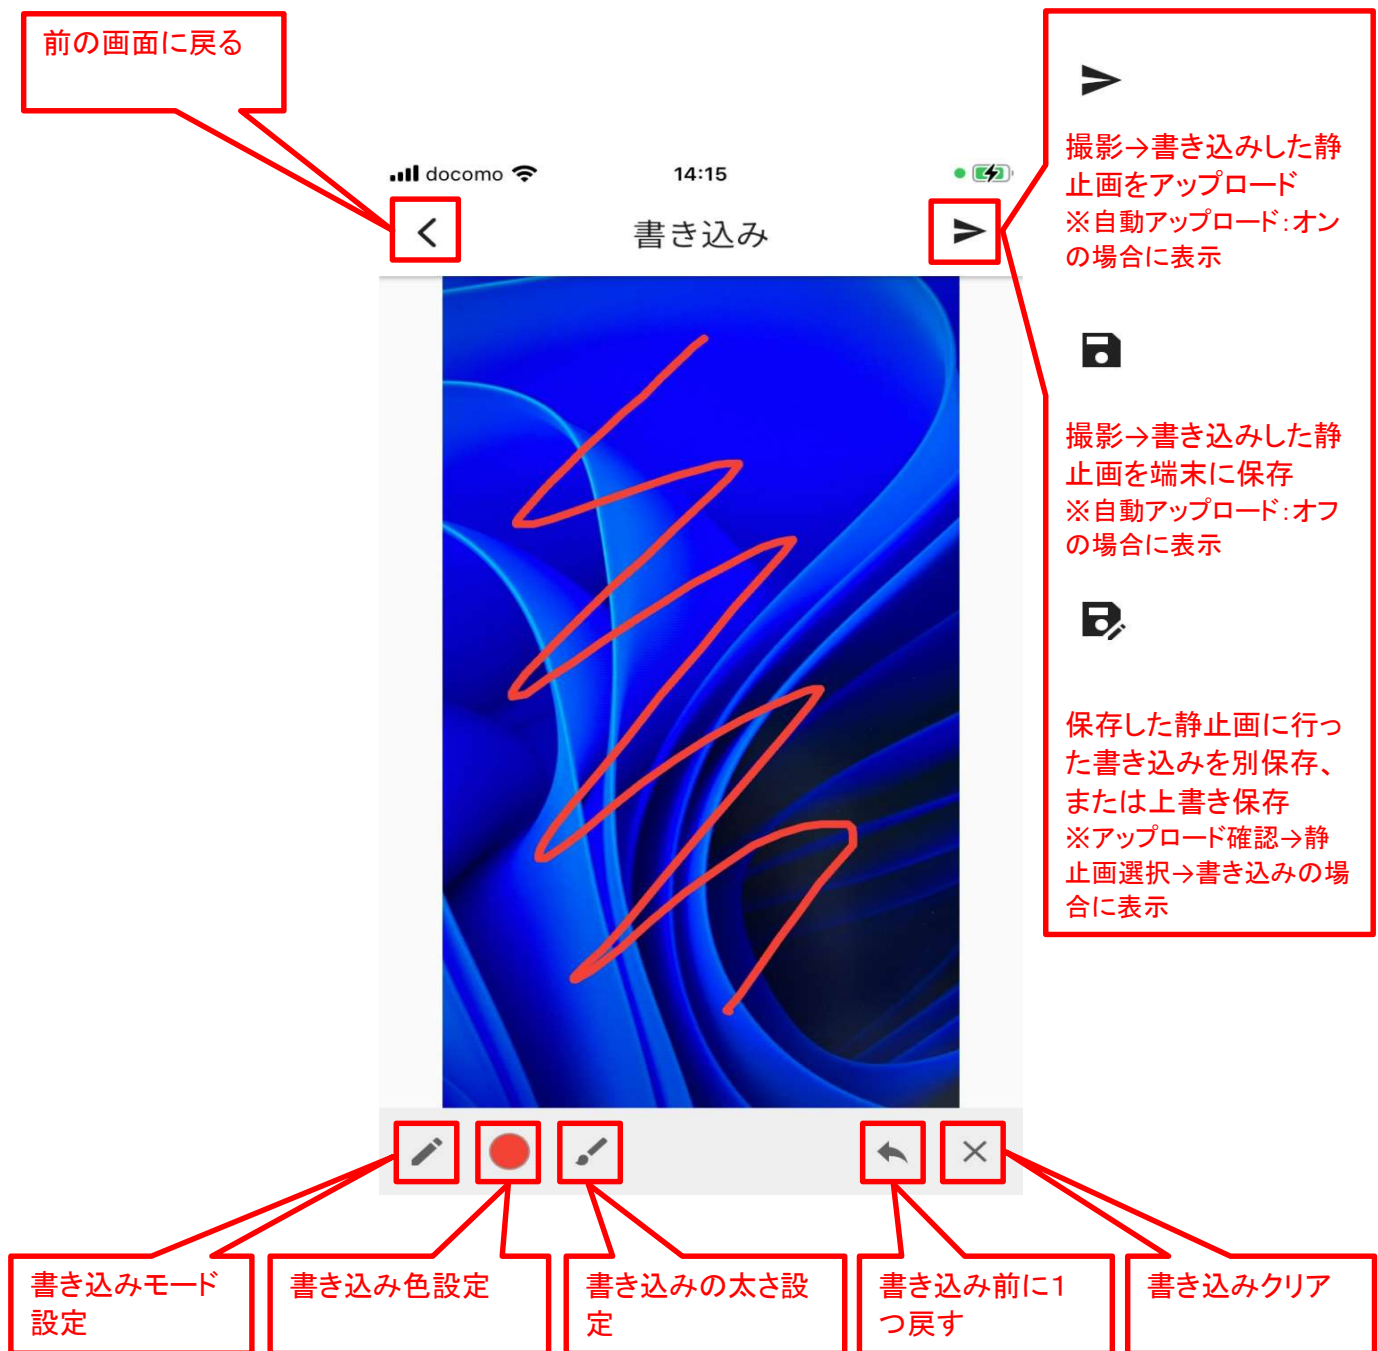 前の画面に戻る
docomo
14:15
書き込み
撮影→書き込みした静
止画をアップロード
※自動アップロード:オン
の場合に表示
撮影→書き込みした静
止画を端末に保存
※自動アップロード:オフ
の場合に表示
保存した静止画に行っ
た書き込みを別保存、
または上書き保存
※アップロード確認→静
止画選択→書き込みの場
合に表示
書き込みモード
設定
書き込み色設定
書き込みの太さ設
定
書き込み前に1
つ戻す
書き込みクリア